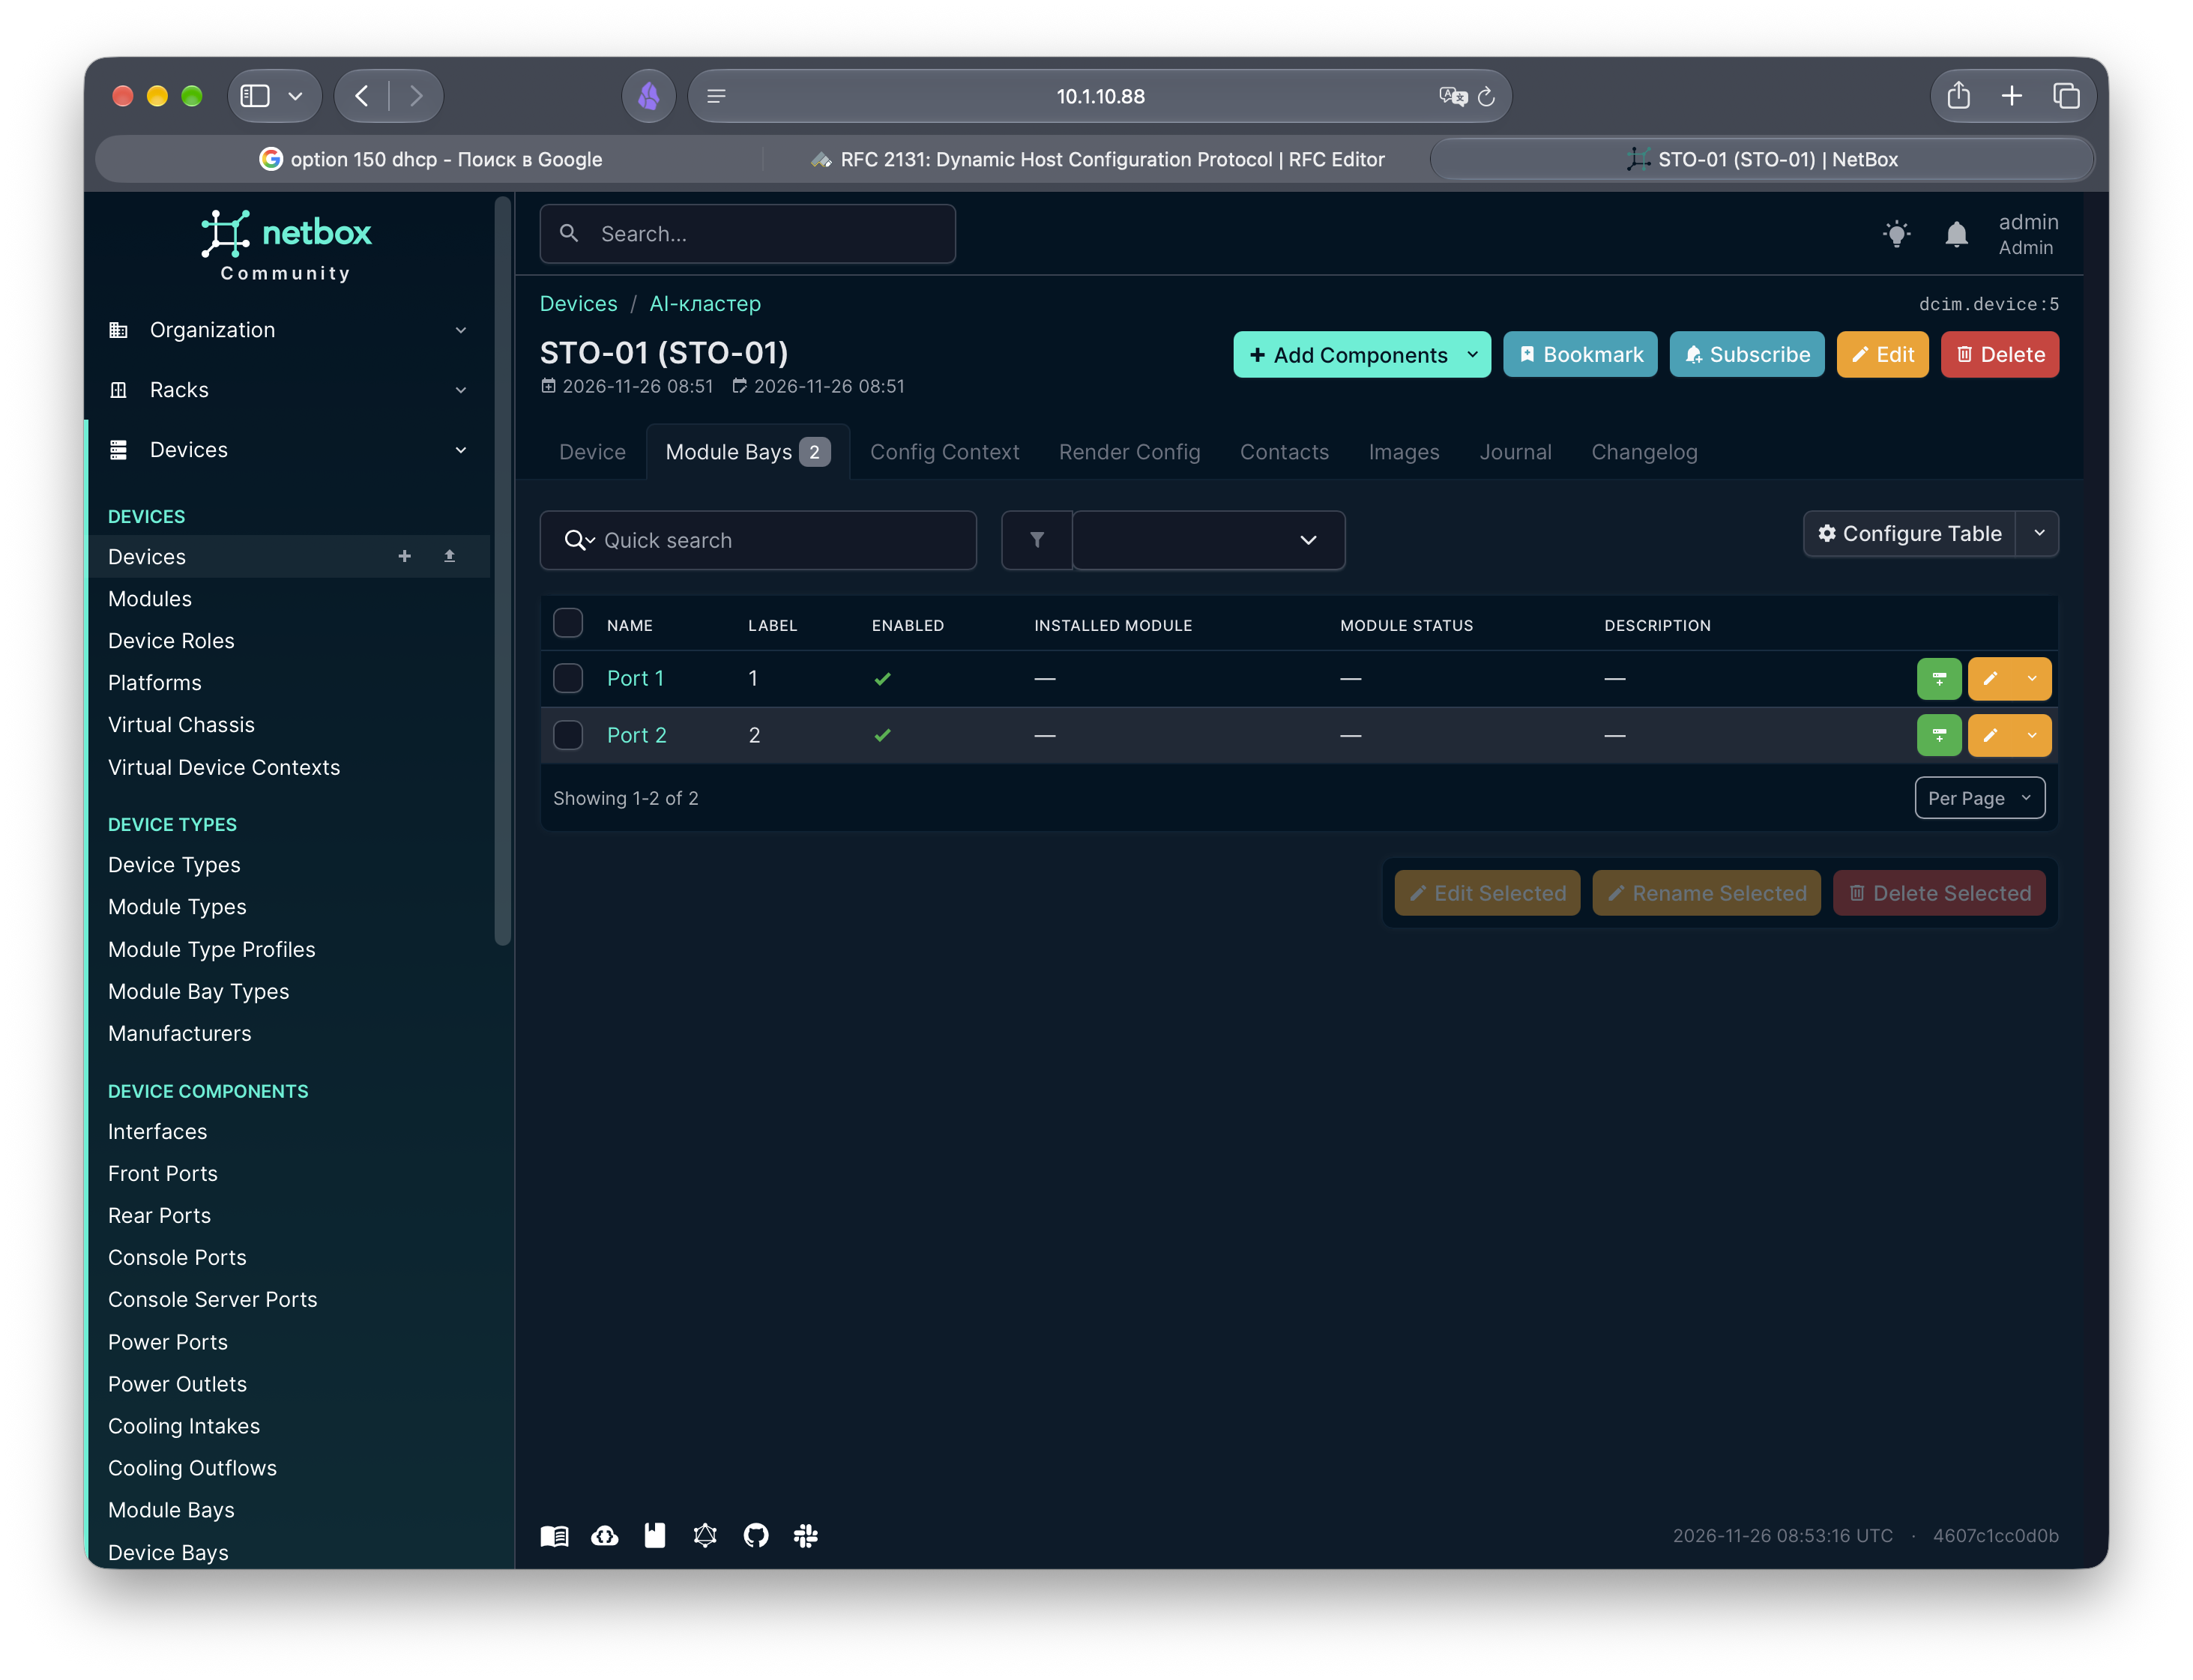 10.1.10.88
option 150 dhcp - Поиск в Google
RFC 2131: Dynamic Host Configuration Protocol | RFC Editor
STO-01 (STO-01) | NetBox
netbox
Community
Organization
Racks
Devices
DEVICES
Devices
Modules
Device Roles
Platforms
Virtual Chassis
Virtual Device Contexts
DEVICE TYPES
Device Types
Module Types
Module Type Profiles
Module Bay Types
Manufacturers
DEVICE COMPONENTS
Interfaces
Front Ports
Rear Ports
Console Ports
Console Server Ports
Power Ports
Power Outlets
Cooling Intakes
Cooling Outflows
Module Bays
Device Bays
Search...
admin
Admin
Devices / AI-кластер
dcim.device:5
STO-01 (STO-01)
2026-11-26 08:51 2026-11-26 08:51
+ Add Components
Bookmark
Subscribe
Edit
Delete
Device
Module Bays 2
Config Context
Render Config
Contacts
Images
Journal
Changelog
Quick search
Configure Table
NAME LABEL ENABLED INSTALLED MODULE MODULE STATUS DESCRIPTION
Port 1 1 — — —
Port 2 2 — — —
Showing 1-2 of 2
Per Page
Edit Selected
Rename Selected
Delete Selected
2026-11-26 08:53:16 UTC · 4607c1cc0d0b